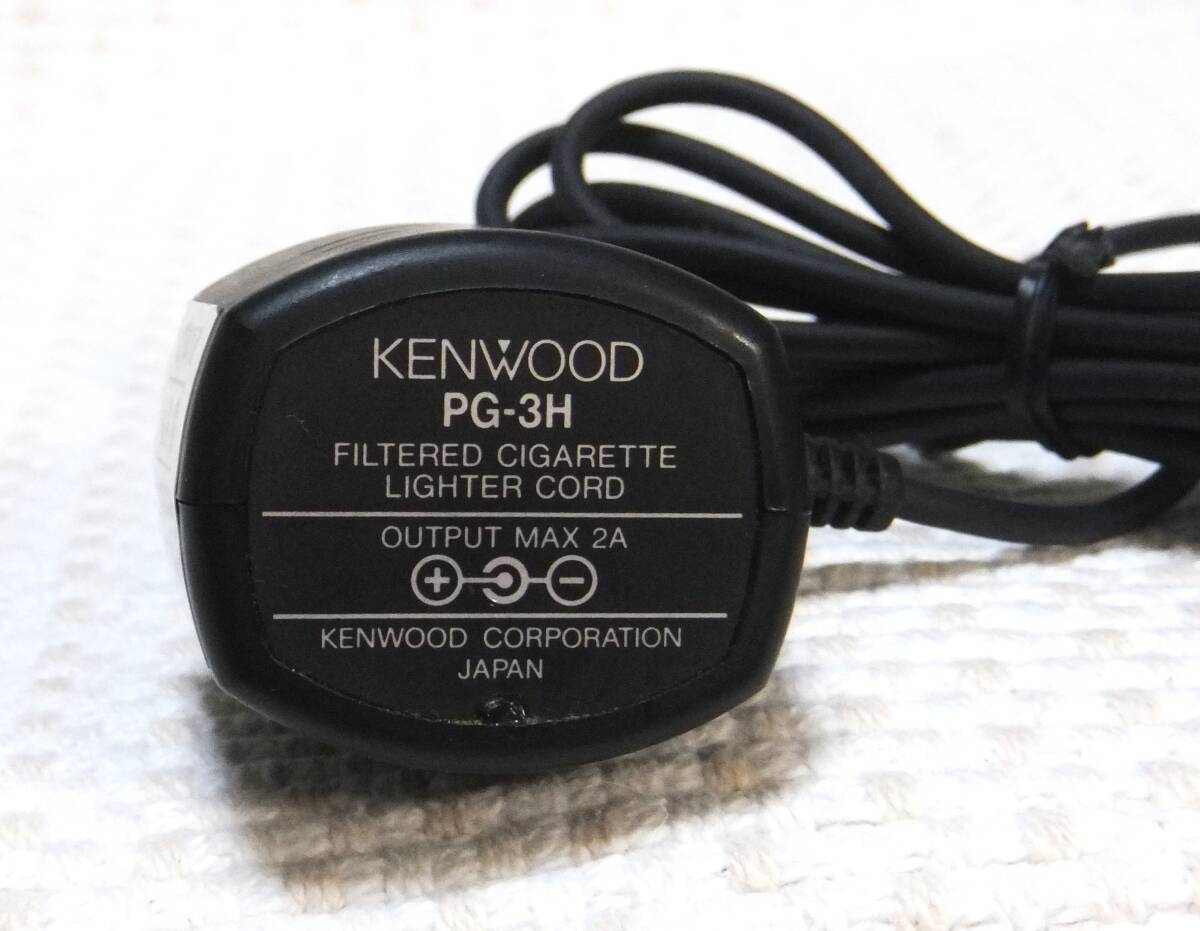 KENWOOD
PG-3H
FILTERED CIGARETTE
LIGHTER CORD
OUTPUT MAX 2A
+ −
KENWOOD CORPORATION
JAPAN